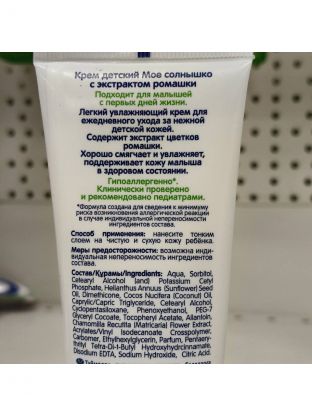 Крем детский Мое солнышко
с экстрактом ромашки
Подходит для малышей
с первых дней жизни.
Легкий увлажняющий крем для
ежедневного ухода за нежной
детской кожей.
Содержит экстракт цветков
ромашки.
Хорошо смягчает и увлажняет,
поддерживает кожу малыша
в здоровом состоянии.
Гипоаллергенно*.
Клинически проверено
и рекомендовано педиатрами.
*Формула создана для сведения к минимуму
риска возникновения аллергической реакции
в случае индивидуальной непереносимости
ингредиентов состава.
Способ применения: нанесите тонким
слоем на чистую и сухую кожу ребёнка.
Меры предосторожности: возможна инди-
видуальная непереносимость ингредиентов
состава.
Состав/Құрамы/Ingredients: Aqua, Sorbitol,
Cetearyl Alcohol (and) Potassium Cetyl
Phosphate, Helianthus Annuus (Sunflower) Seed
Oil, Dimethicone, Cocos Nucifera (Coconut) Oil,
Caprylic/Capric Triglyceride, Cetearyl Alcohol,
Cyclopentasiloxane, Phenoxyethanol, PEG-7
Glyceryl Cocoate, Tocopheryl Acetate, Allantoin,
Chamomilla Recutita (Matricaria) Flower Extract,
Acrylates/Vinyl Isodecanoate Crosspolymer,
Carbomer, Ethylhexylglycerin, Parfum, Pentaery-
thrityl Tetra-Di-t-Butyl Hydroxyhydrocinnamate,
Disodium EDTA, Sodium Hydroxide, Citric Acid.